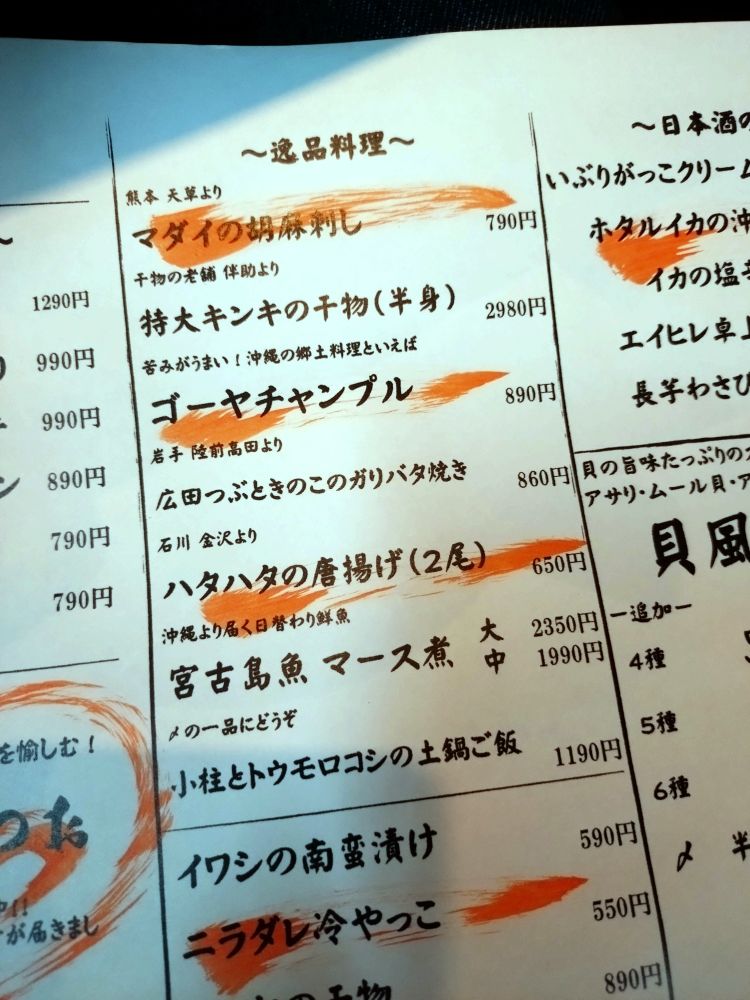 1290円
990円
990円
890円
790円
790円
を愉しむ！
った
が届きまし
〜逸品料理〜
熊本 天草より
マダイの胡麻刺し 790円
干物の老舗 伴助より
特大キンキの干物(半身) 2980円
苦みがうまい！沖縄の郷土料理といえば
ゴーヤチャンプル 890円
岩手 陸前高田より
広田つぶときのこのガリバタ焼き 860円
石川 金沢より
ハタハタの唐揚げ(2尾) 650円
沖縄より届く日替わり鮮魚
宮古島魚 マース煮 大 2350円
中 1990円
〆の一品にどうぞ
小柱とトウモロコシの土鍋ご飯 1190円
イワシの南蛮漬け 590円
ニラダレ冷やっこ 550円
の干物 890円
〜日本酒の
いぶりがっこクリーム
ホタルイカの沖
イカの塩辛
エイヒレ卓上
長芋わさび
貝の旨味たっぷりの
アサリ・ムール貝・ア
貝風
ー追加ー
4種
5種
6種
〆 半